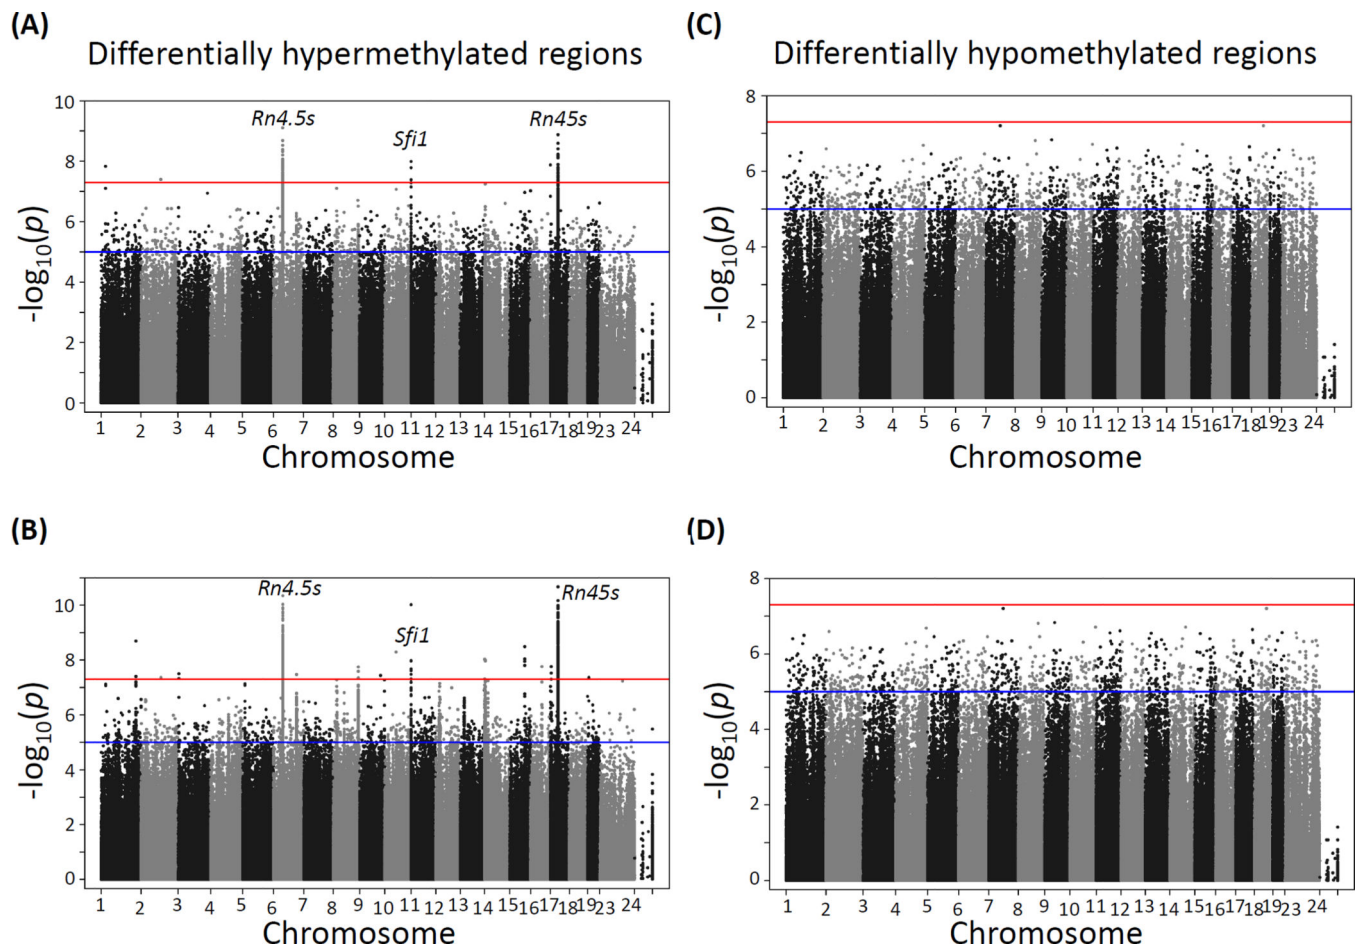 (A)
Differentially hypermethylated regions
10
8
6
4
2
0
-log10(p)
Rn4.5s
Sfi1
Rn45s
1 2 3 4 5 6 7 8 9 10 11 12 13 14 15 16 17 18 19 23 24
Chromosome
(B)
10
8
6
4
2
0
-log10(p)
Rn4.5s
Sfi1
Rn45s
1 2 3 4 5 6 7 8 9 10 11 12 13 14 15 16 17 18 19 23 24
Chromosome
(C)
Differentially hypomethylated regions
8
6
4
2
0
-log10(p)
1 2 3 4 5 6 7 8 9 10 11 12 13 14 15 16 17 18 19 23 24
Chromosome
(D)
8
6
4
2
0
-log10(p)
1 2 3 4 5 6 7 8 9 10 11 12 13 14 15 16 17 18 19 23 24
Chromosome